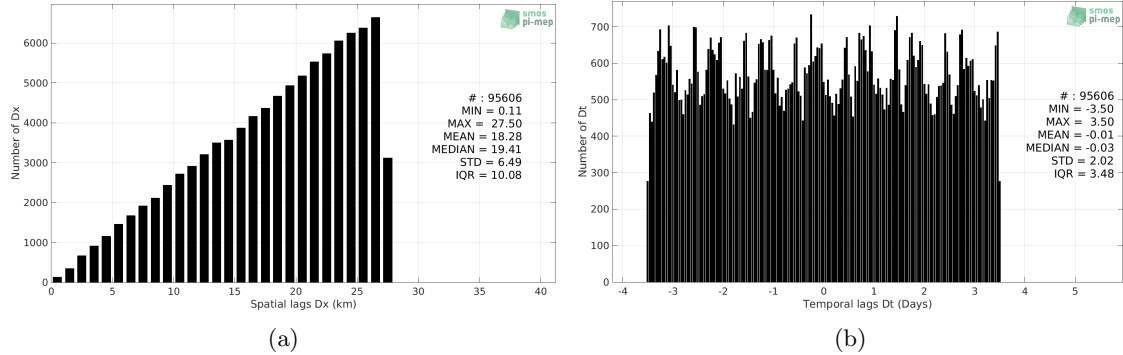 smos
pi-mep
6000
5000
4000
3000
2000
1000
0
Number of Dx
# : 95606
MIN = 0.11
MAX = 27.50
MEAN = 18.28
MEDIAN = 19.41
STD = 6.49
IQR = 10.08
0 5 10 15 20 25 30 35 40
Spatial lags Dx (km)
(a)
smos
pi-mep
700
600
500
400
300
200
100
0
Number of Dt
# : 95606
MIN = -3.50
MAX = 3.50
MEAN = -0.01
MEDIAN = -0.03
STD = 2.02
IQR = 3.48
-4 -3 -2 -1 0 1 2 3 4 5
Temporal lags Dt (Days)
(b)